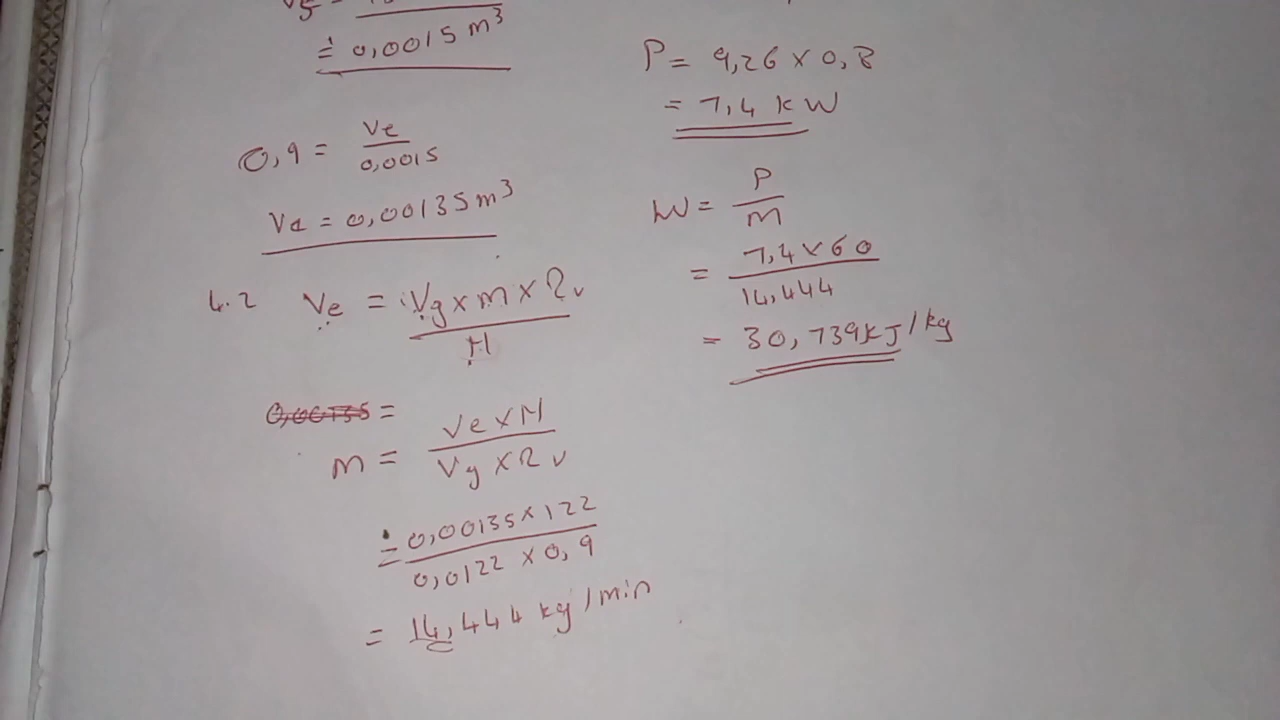 = 0,0015 m³
0,9 = Ve / 0,0015
Ve = 0,00135 m³
4.2 Ve = Vg x m x Rv / M
0,00135 =
m = Ve x M / Vg x Rv
= 0,00135 x 122 / 0,0122 x 0,9
= 14,444 kg/min
P = 9,26 x 0,8
= 7,4 kW
W = P / m
= 7,4 x 60 / 14,444
= 30,739 kJ/kg